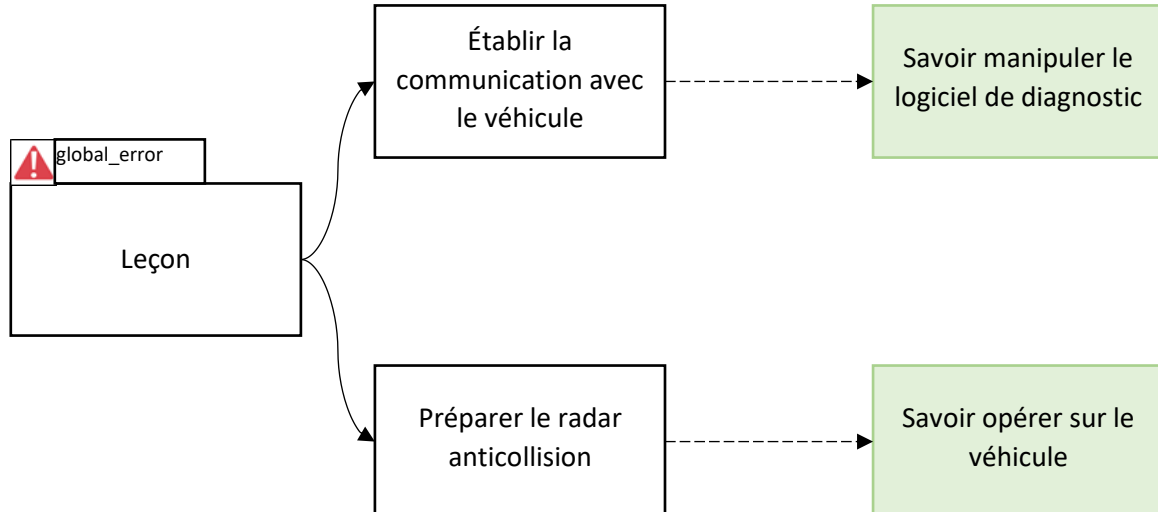 Établir la
communication avec
le véhicule
Savoir manipuler le
logiciel de diagnostic
global_error
Leçon
Préparer le radar
anticollision
Savoir opérer sur le
véhicule